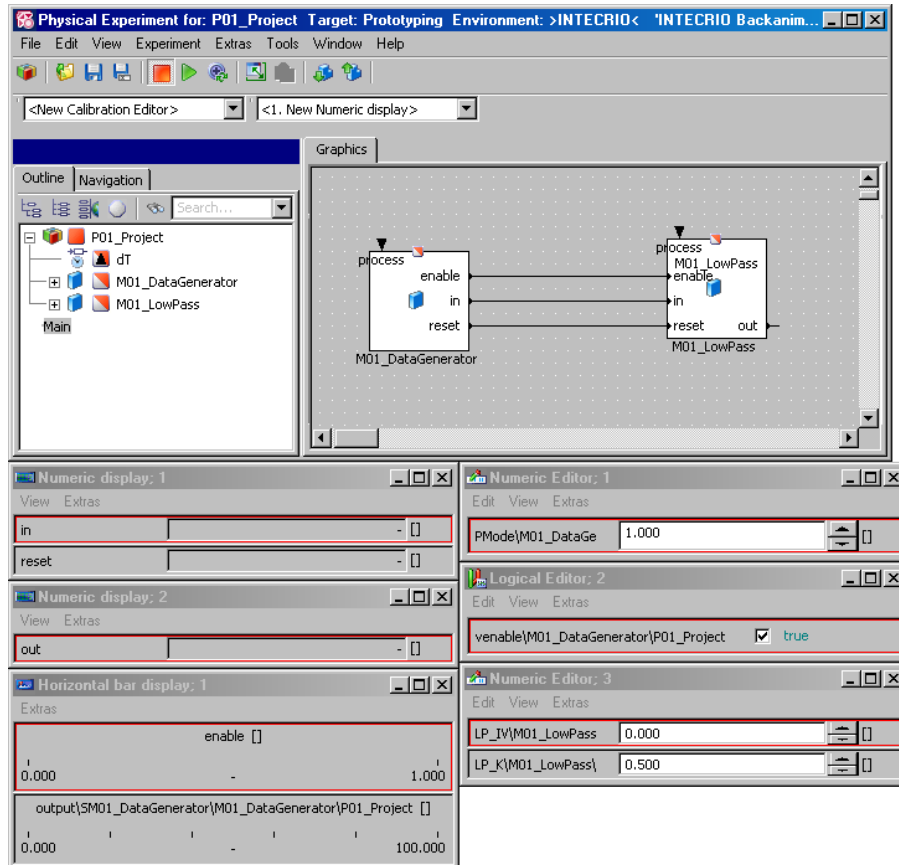 Physical Experiment for: P01_Project Target: Prototyping Environment: >INTECRIO< 'INTECRIO Backanim...
File Edit View Experiment Extras Tools Window Help
<New Calibration Editor> <1. New Numeric display>
Graphics
Outline Navigation
Search...
P01_Project
dT
M01_DataGenerator
M01_LowPass
Main
process
enable
in
reset
M01_DataGenerator
process
M01_LowPass
enable
in
reset out
M01_LowPass
Numeric display; 1
View Extras
in - []
reset - []
Numeric display; 2
View Extras
out - []
Horizontal bar display; 1
Extras
enable []
0.000 - 1.000
output\SM01_DataGenerator\M01_DataGenerator\P01_Project []
0.000 - 100.000
Numeric Editor; 1
Edit View Extras
PMode\M01_DataGe 1.000 []
Logical Editor; 2
Edit View Extras
venable\M01_DataGenerator\P01_Project true
Numeric Editor; 3
Edit View Extras
LP_IV\M01_LowPass 0.000 []
LP_K\M01_LowPass\ 0.500 []